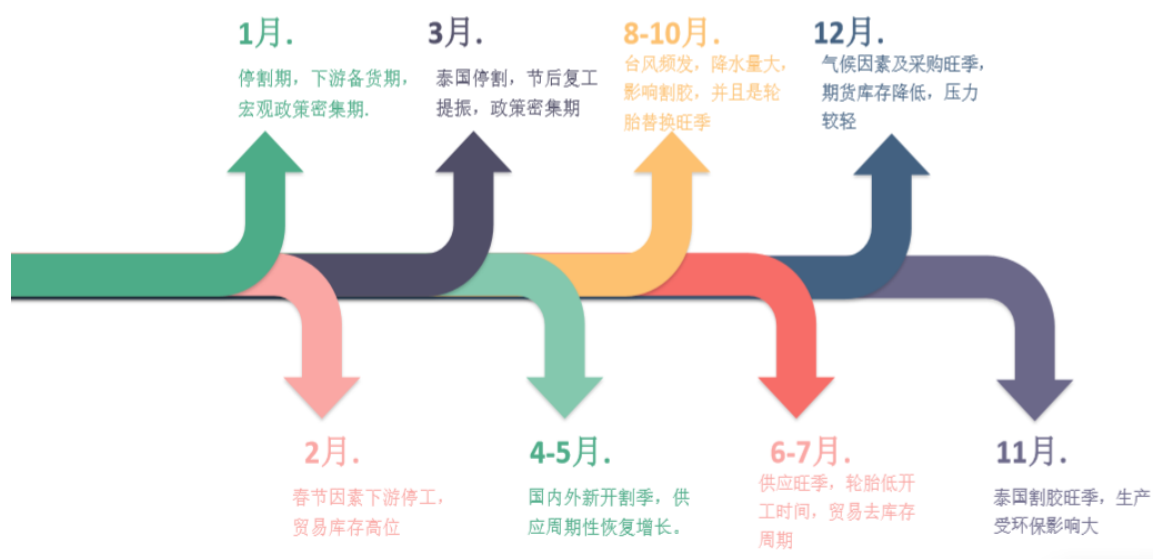 1月.
停割期，下游备货期，
宏观政策密集期.
3月.
泰国停割，节后复工
提振，政策密集期
8-10月.
台风频发，降水量大，
影响割胶，并且是轮
胎替换旺季
12月.
气候因素及采购旺季，
期货库存降低，压力
较轻
2月.
春节因素下游停工，
贸易库存高位
4-5月.
国内外新开割季，供
应周期性恢复增长。
6-7月.
供应旺季，轮胎低开
工时间，贸易去库存
周期
11月.
泰国割胶旺季，生产
受环保影响大